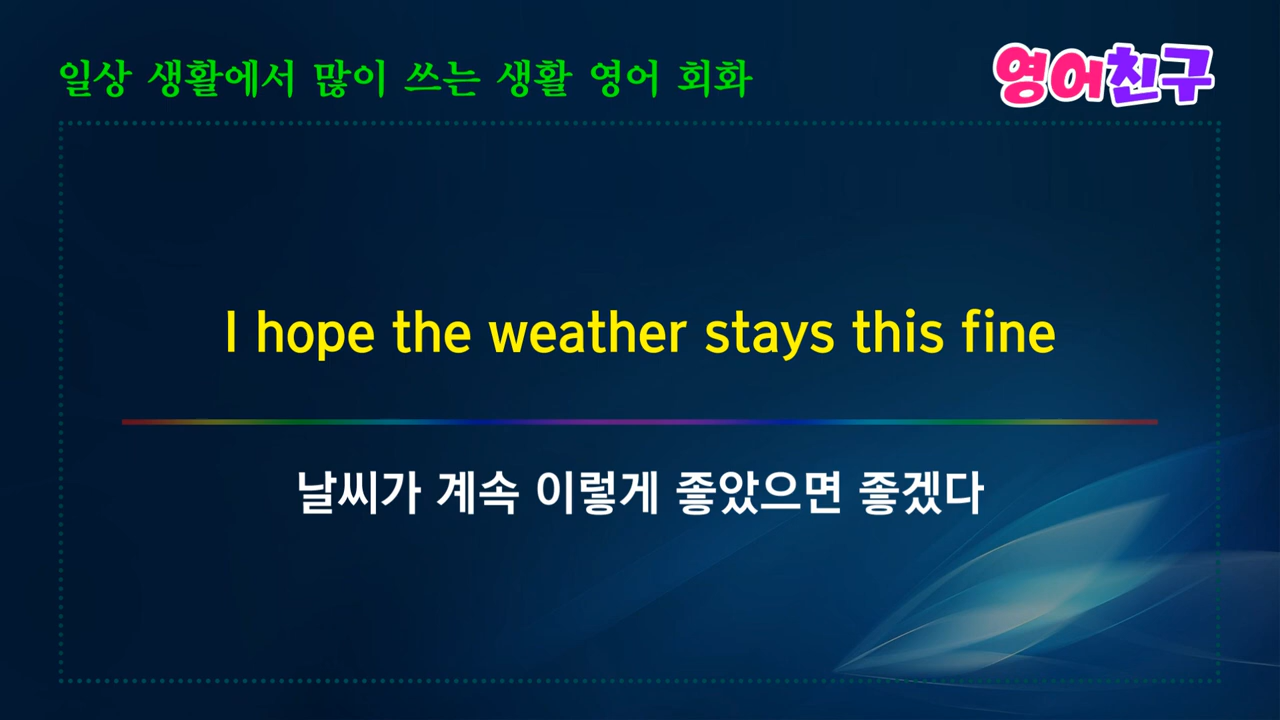 일상 생활에서 많이 쓰는 생활 영어 회화
영어친구
I hope the weather stays this fine
날씨가 계속 이렇게 좋았으면 좋겠다